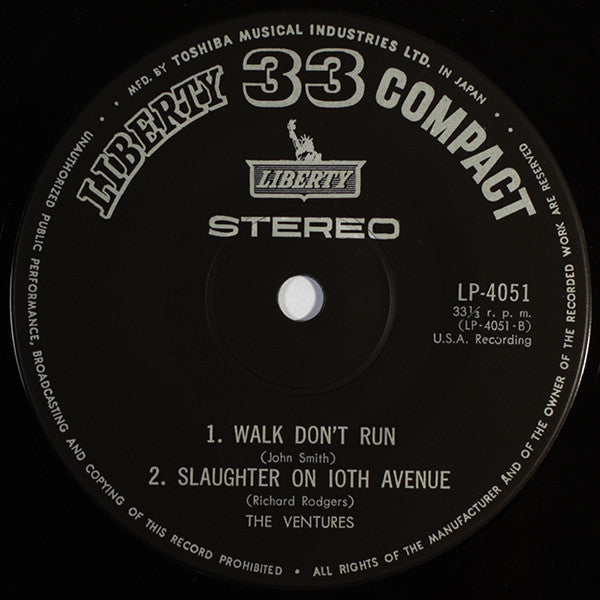 MFD. BY TOSHIBA MUSICAL INDUSTRIES LTD. IN JAPAN
LIBERTY 33 COMPACT
LIBERTY
STEREO
LP-4051
33⅓ r. p. m.
(LP-4051-B)
U.S.A. Recording
1. WALK DON'T RUN
(John Smith)
2. SLAUGHTER ON 10TH AVENUE
(Richard Rodgers)
THE VENTURES
UNAUTHORIZED PUBLIC PERFORMANCE, BROADCASTING AND COPYING OF THIS RECORD PROHIBITED • ALL RIGHTS OF THE MANUFACTURER AND OF THE OWNER OF THE RECORDED WORK ARE RESERVED